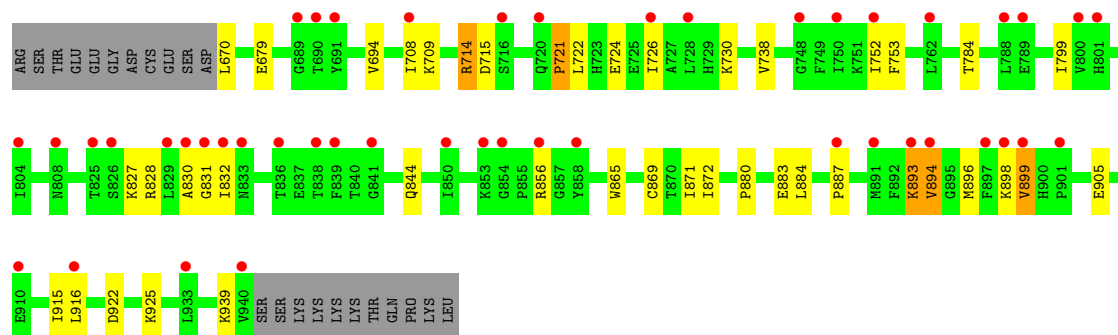 ARG SER THR GLU GLU GLY ASP CYS GLU SER ASP L670 E679 G689 T690 Y691 V694 I708 K709 R714 D715 S716 Q720 P721 L722 H723 E724 E725 I726 A727 L728 H729 K730 V738 G748 F749 I750 K751 I752 F753 L762 T784 L788 E789 I799 V800 H801
I804 N808 T825 S826 K827 R828 L829 A830 G831 I832 N833 T836 E837 T838 F839 T840 G841 Q844 I850 K853 G854 P855 R856 G857 Y858 W865 C869 T870 I871 I872 P880 E883 L884 P887 M891 F892 K893 V894 G895 M896 F897 K898 V899 H900 P901 E905
E910 I915 L916 D922 K925 L933 K939 V940 SER SER LYS LYS LYS LYS THR GLN PRO LYS LEU